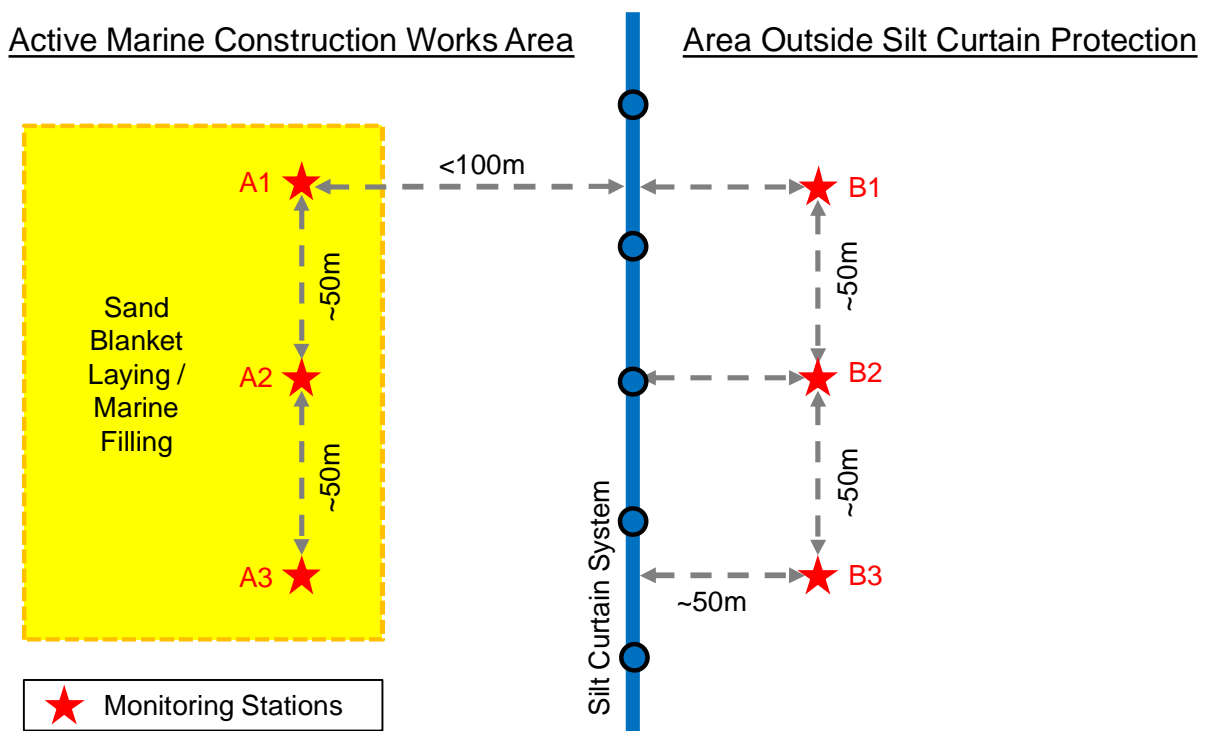 Active Marine Construction Works Area
Area Outside Silt Curtain Protection
<100m
A1
B1
~50m
~50m
Sand
Blanket
Laying /
Marine
Filling
A2
B2
~50m
~50m
A3
B3
~50m
Silt Curtain System
Monitoring Stations